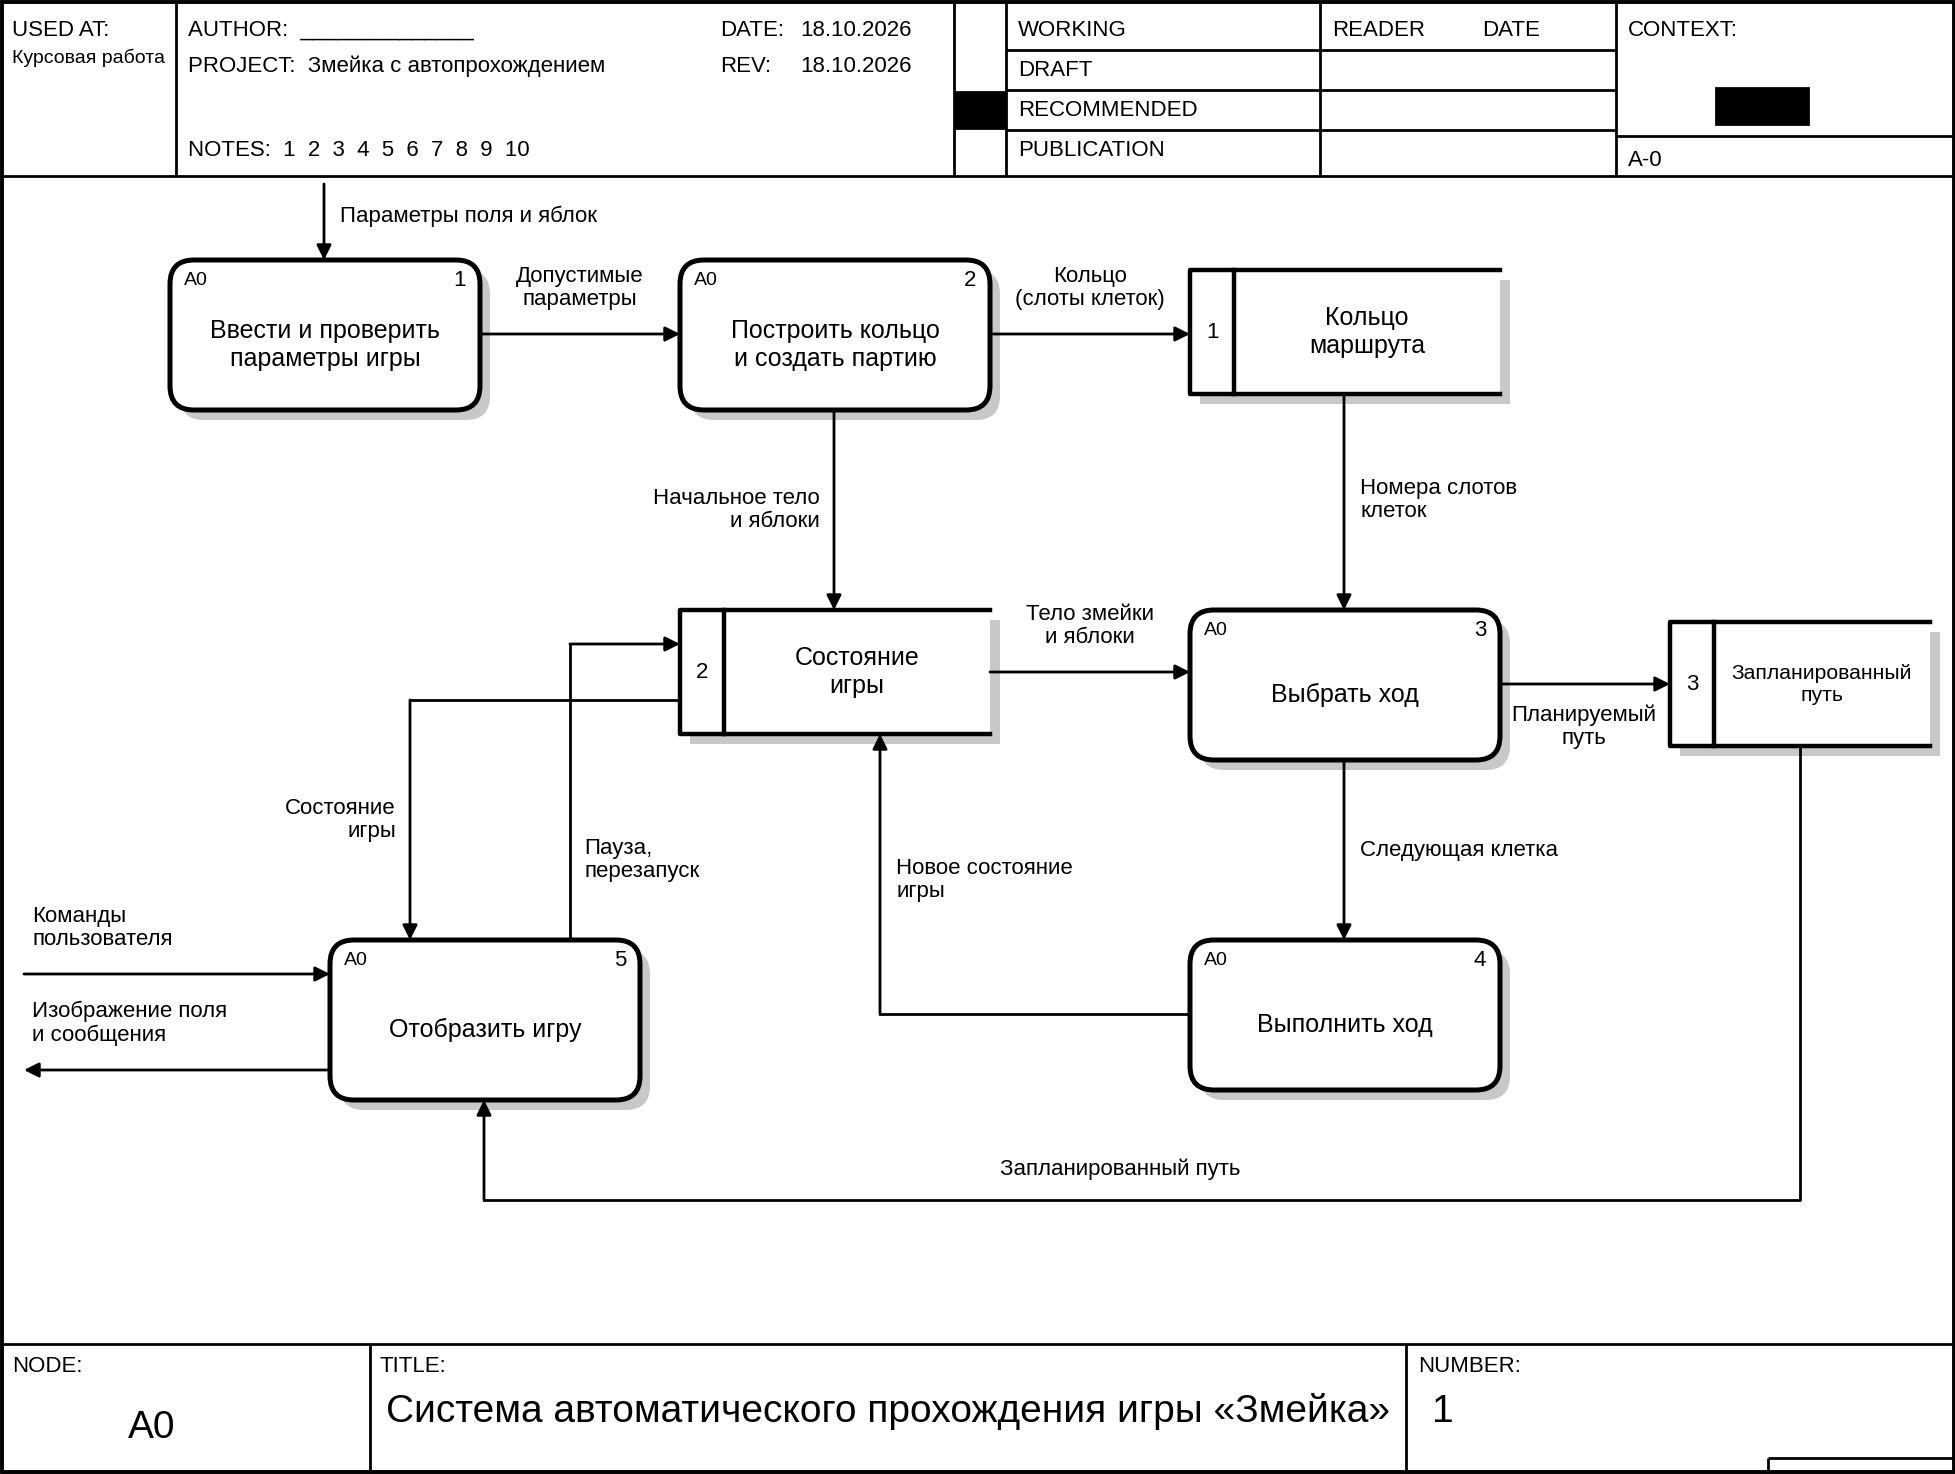 USED AT:
Курсовая работа
AUTHOR: ______________
DATE: 18.10.2026
PROJECT: Змейка с автопрохождением
REV: 18.10.2026
NOTES: 1 2 3 4 5 6 7 8 9 10
WORKING
DRAFT
RECOMMENDED
PUBLICATION
READER DATE
CONTEXT:
A-0
Параметры поля и яблок
A0 1
Ввести и проверить
параметры игры
Допустимые
параметры
A0 2
Построить кольцо
и создать партию
Кольцо
(слоты клеток)
1
Кольцо
маршрута
Начальное тело
и яблоки
Номера слотов
клеток
2
Состояние
игры
Тело змейки
и яблоки
A0 3
Выбрать ход
Планируемый
путь
3
Запланированный
путь
Состояние
игры
Пауза,
перезапуск
Новое состояние
игры
Следующая клетка
Команды
пользователя
Изображение поля
и сообщения
A0 5
Отобразить игру
A0 4
Выполнить ход
Запланированный путь
NODE:
A0
TITLE:
Система автоматического прохождения игры «Змейка»
NUMBER:
1